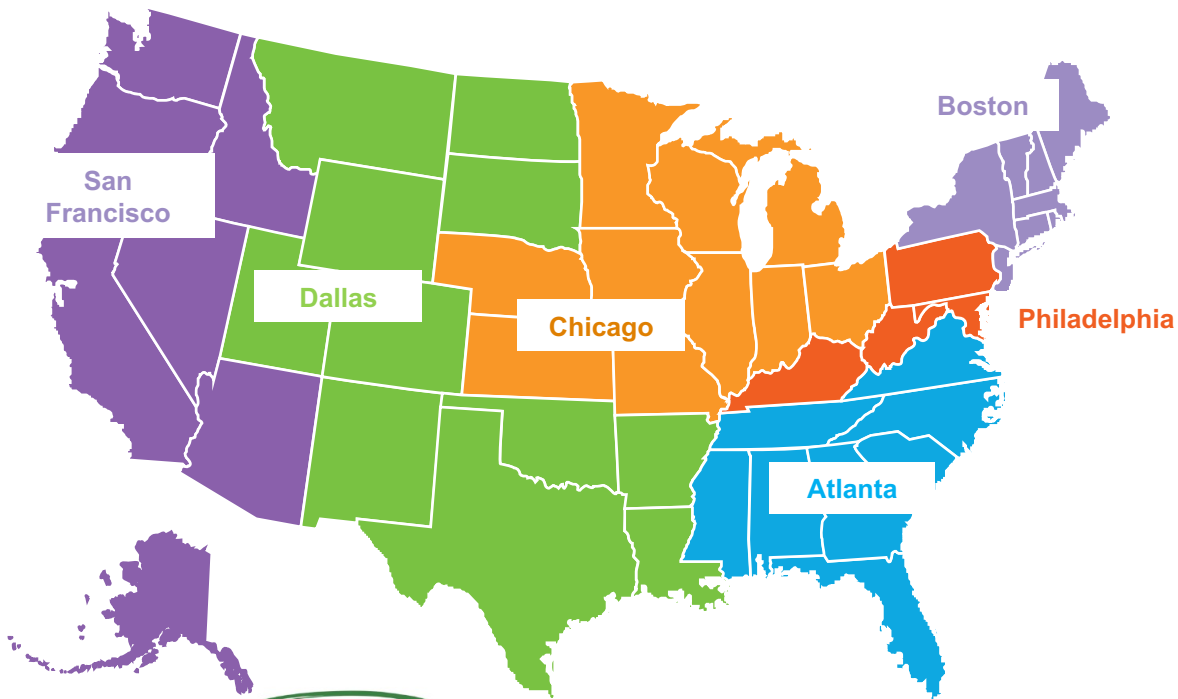 Boston
San
Francisco
Dallas
Chicago
Philadelphia
Atlanta